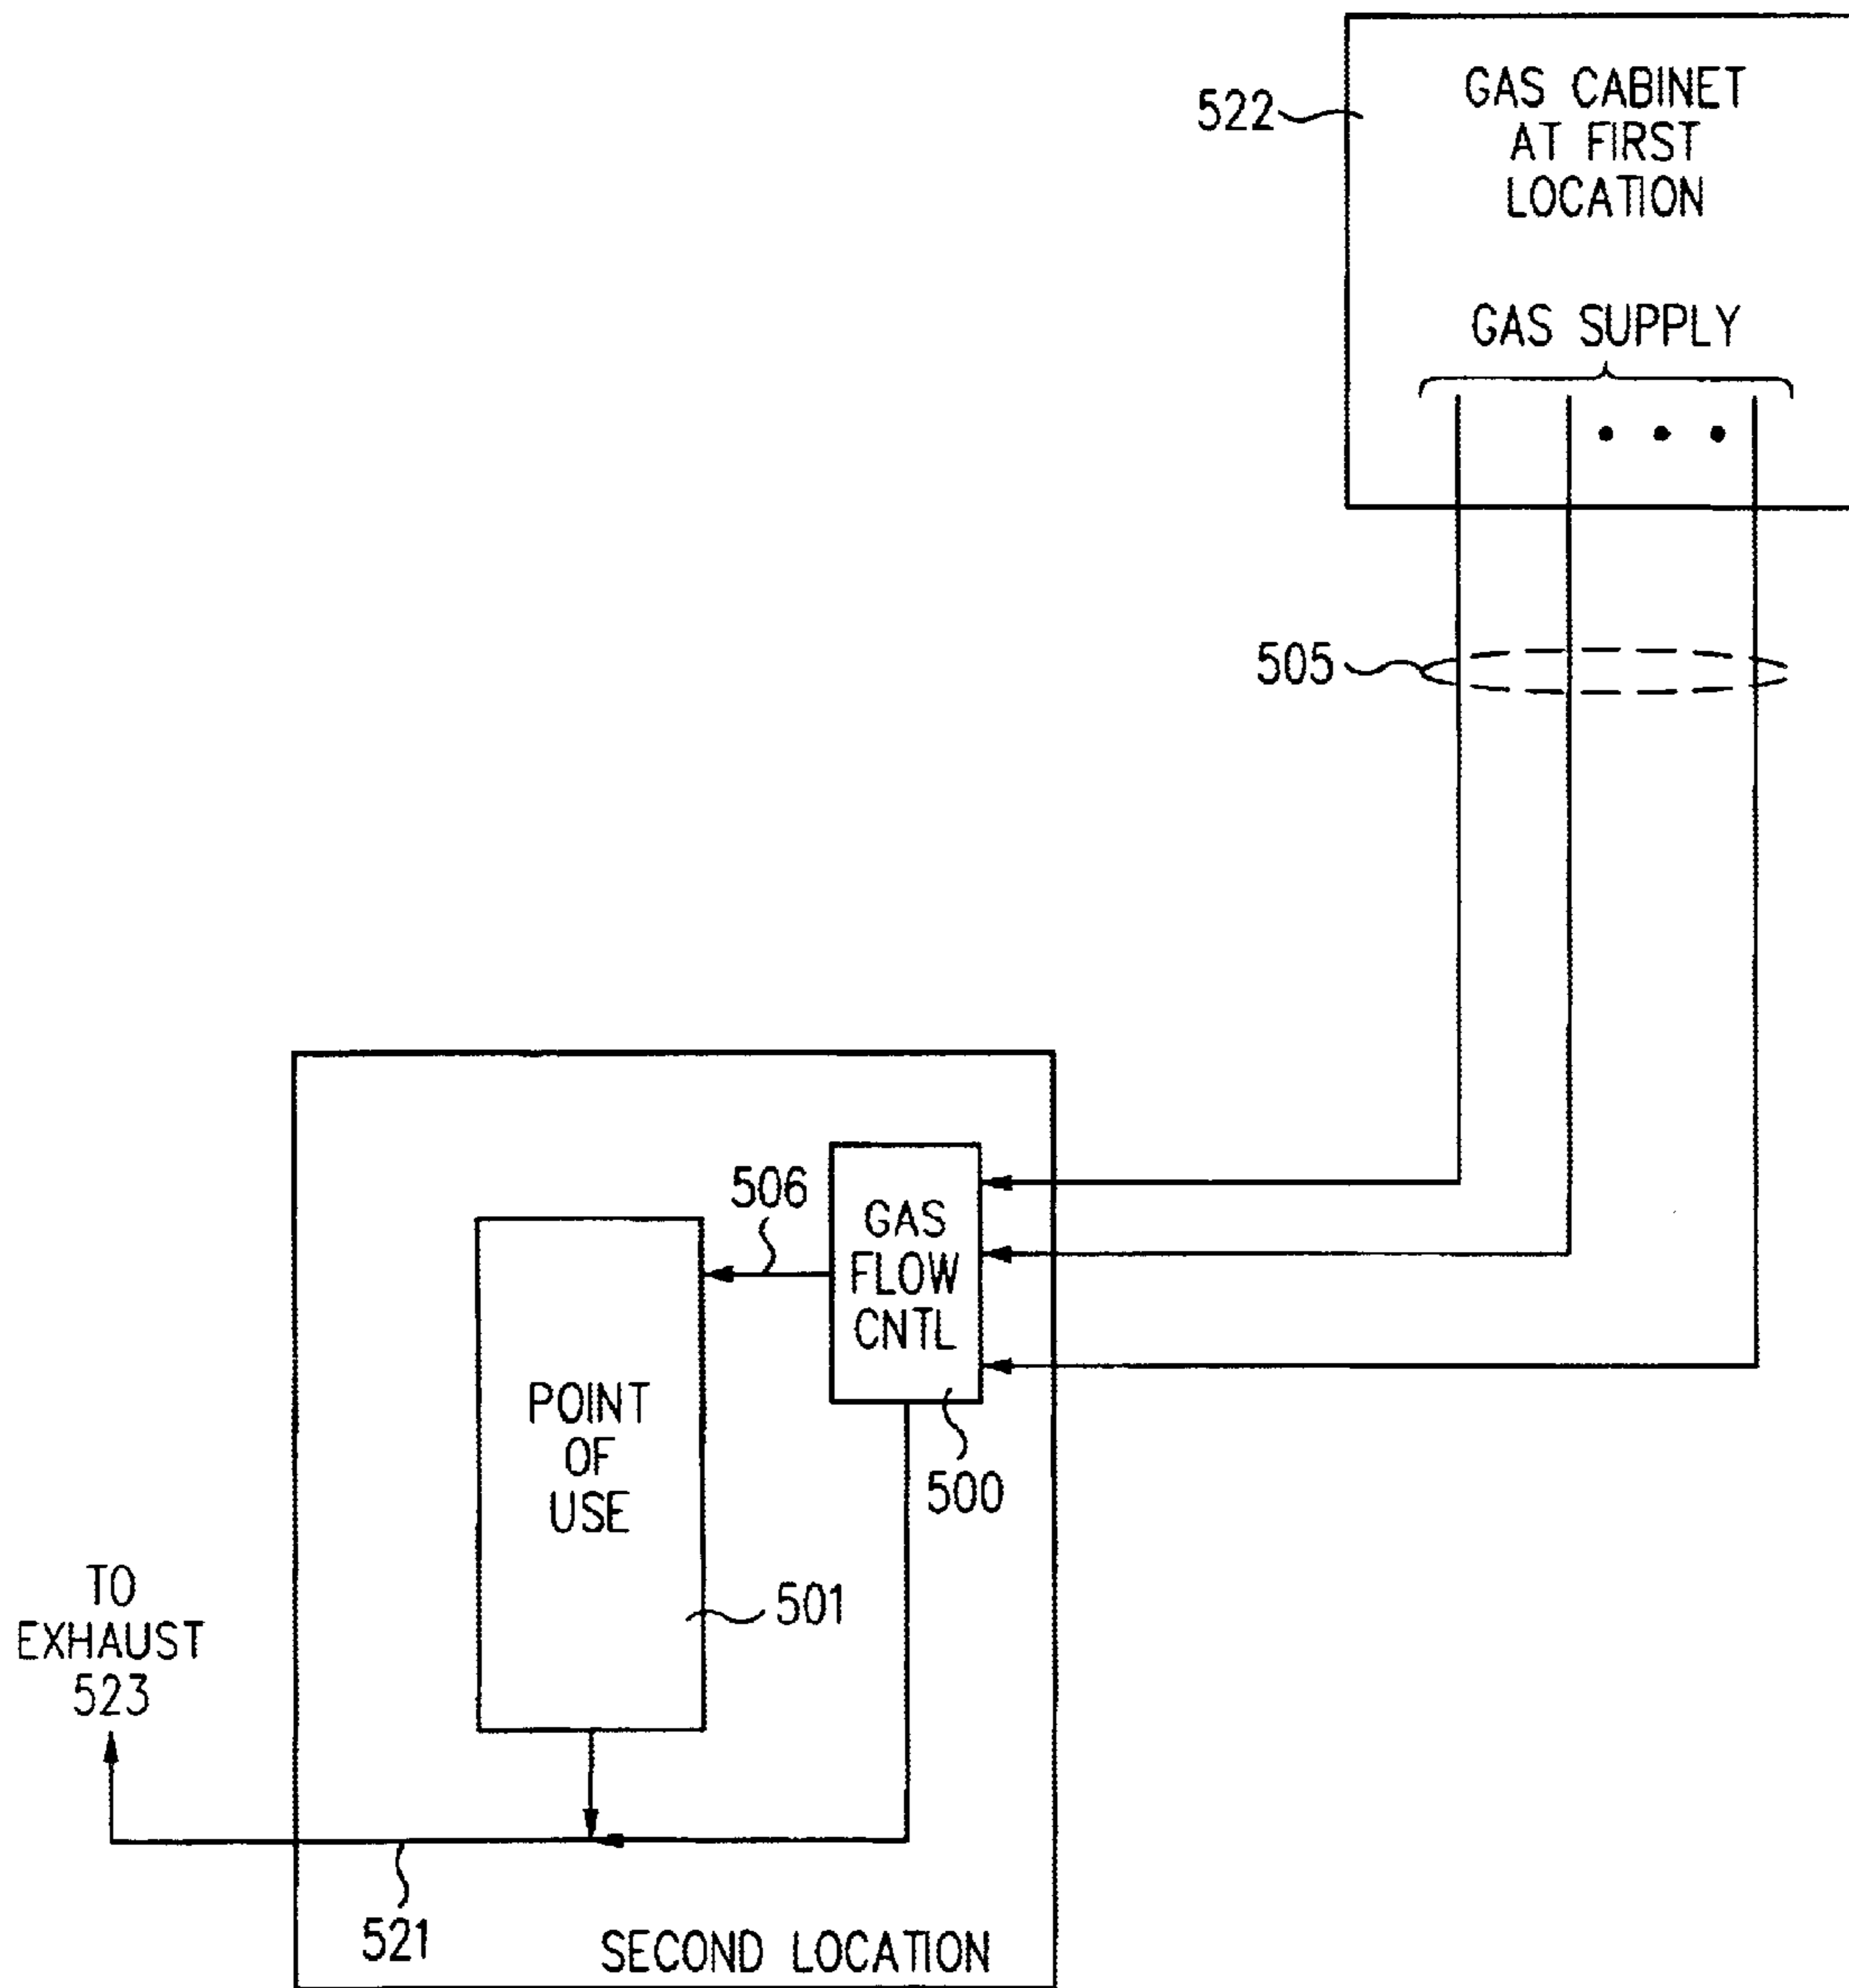 522
GAS CABINET
AT FIRST
LOCATION
GAS SUPPLY
505
506
GAS
FLOW
CNTL
POINT
OF
USE
500
501
TO
EXHAUST
523
521
SECOND LOCATION